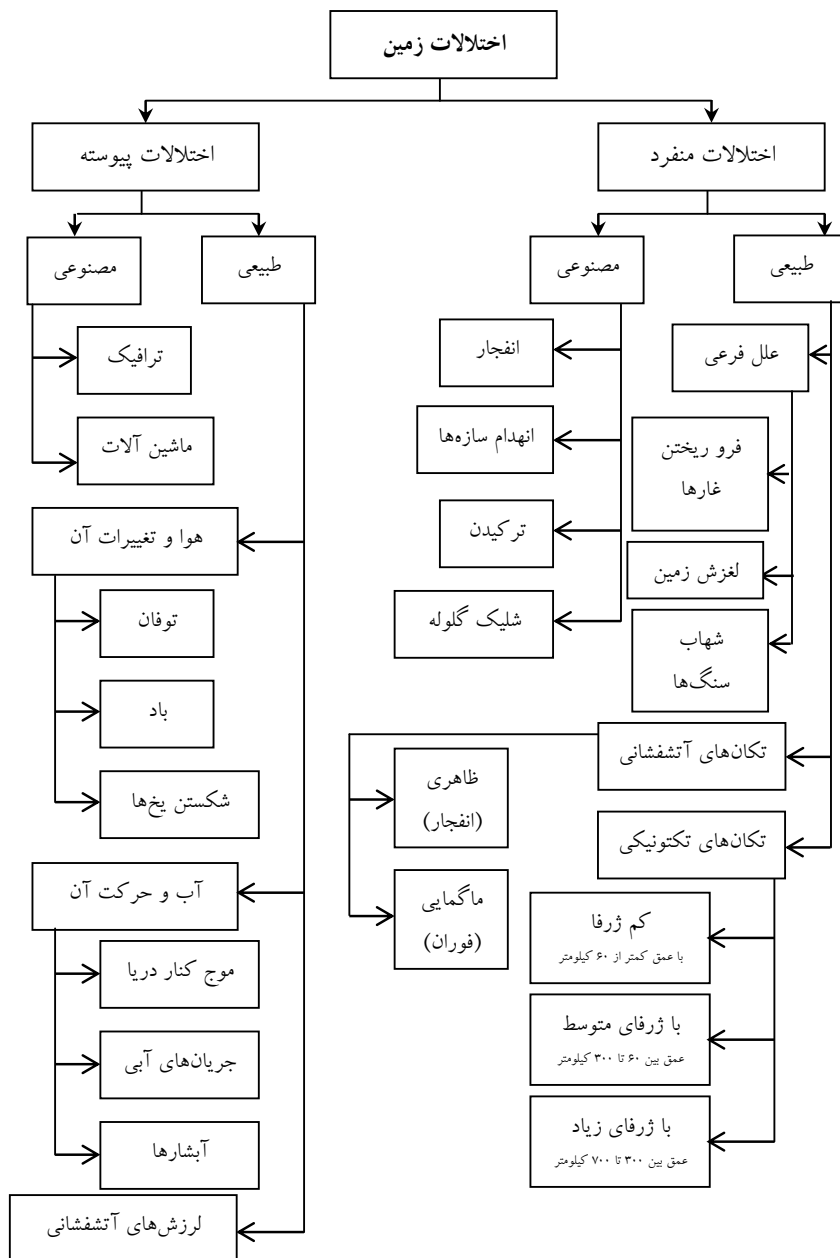 اختلالات زمین
اختلالات منفرد
اختلالات پیوسته
طبیعی
مصنوعی
طبیعی
مصنوعی
علل فرعی
فرو ریختن
غارها
لغزش زمین
شهاب
سنگ‌ها
تکان‌های آتشفشانی
ظاهری
(انفجار)
ماگمایی
(فوران)
تکان‌های تکتونیکی
کم ژرفا
با عمق کمتر از ۶۰ کیلومتر
با ژرفای متوسط
عمق بین ۶۰ تا ۳۰۰ کیلومتر
با ژرفای زیاد
عمق بین ۳۰۰ تا ۷۰۰ کیلومتر
انفجار
انهدام سازه‌ها
ترکیدن
شلیک گلوله
هوا و تغییرات آن
توفان
باد
شکستن یخ‌ها
آب و حرکت آن
موج کنار دریا
جریان‌های آبی
آبشارها
لرزش‌های آتشفشانی
ترافیک
ماشین آلات